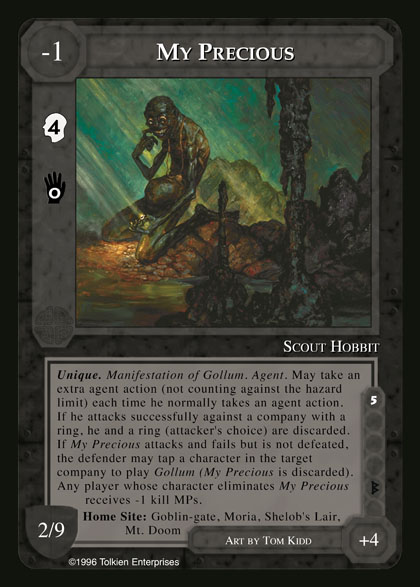 -1
My Precious
4
0
Scout Hobbit
Unique. Manifestation of Gollum. Agent. May take an
extra agent action (not counting against the hazard
limit) each time he normally takes an agent action.
If he attacks successfully against a company with a
ring, he and a ring (attacker's choice) are discarded.
If My Precious attacks and fails but is not defeated,
the defender may tap a character in the target
company to play Gollum (My Precious is discarded).
Any player whose character eliminates My Precious
receives -1 kill MPs.
5
Home Site: Goblin-gate, Moria, Shelob's Lair,
Mt. Doom
2/9
Art by Tom Kidd
+4
©1996 Tolkien Enterprises